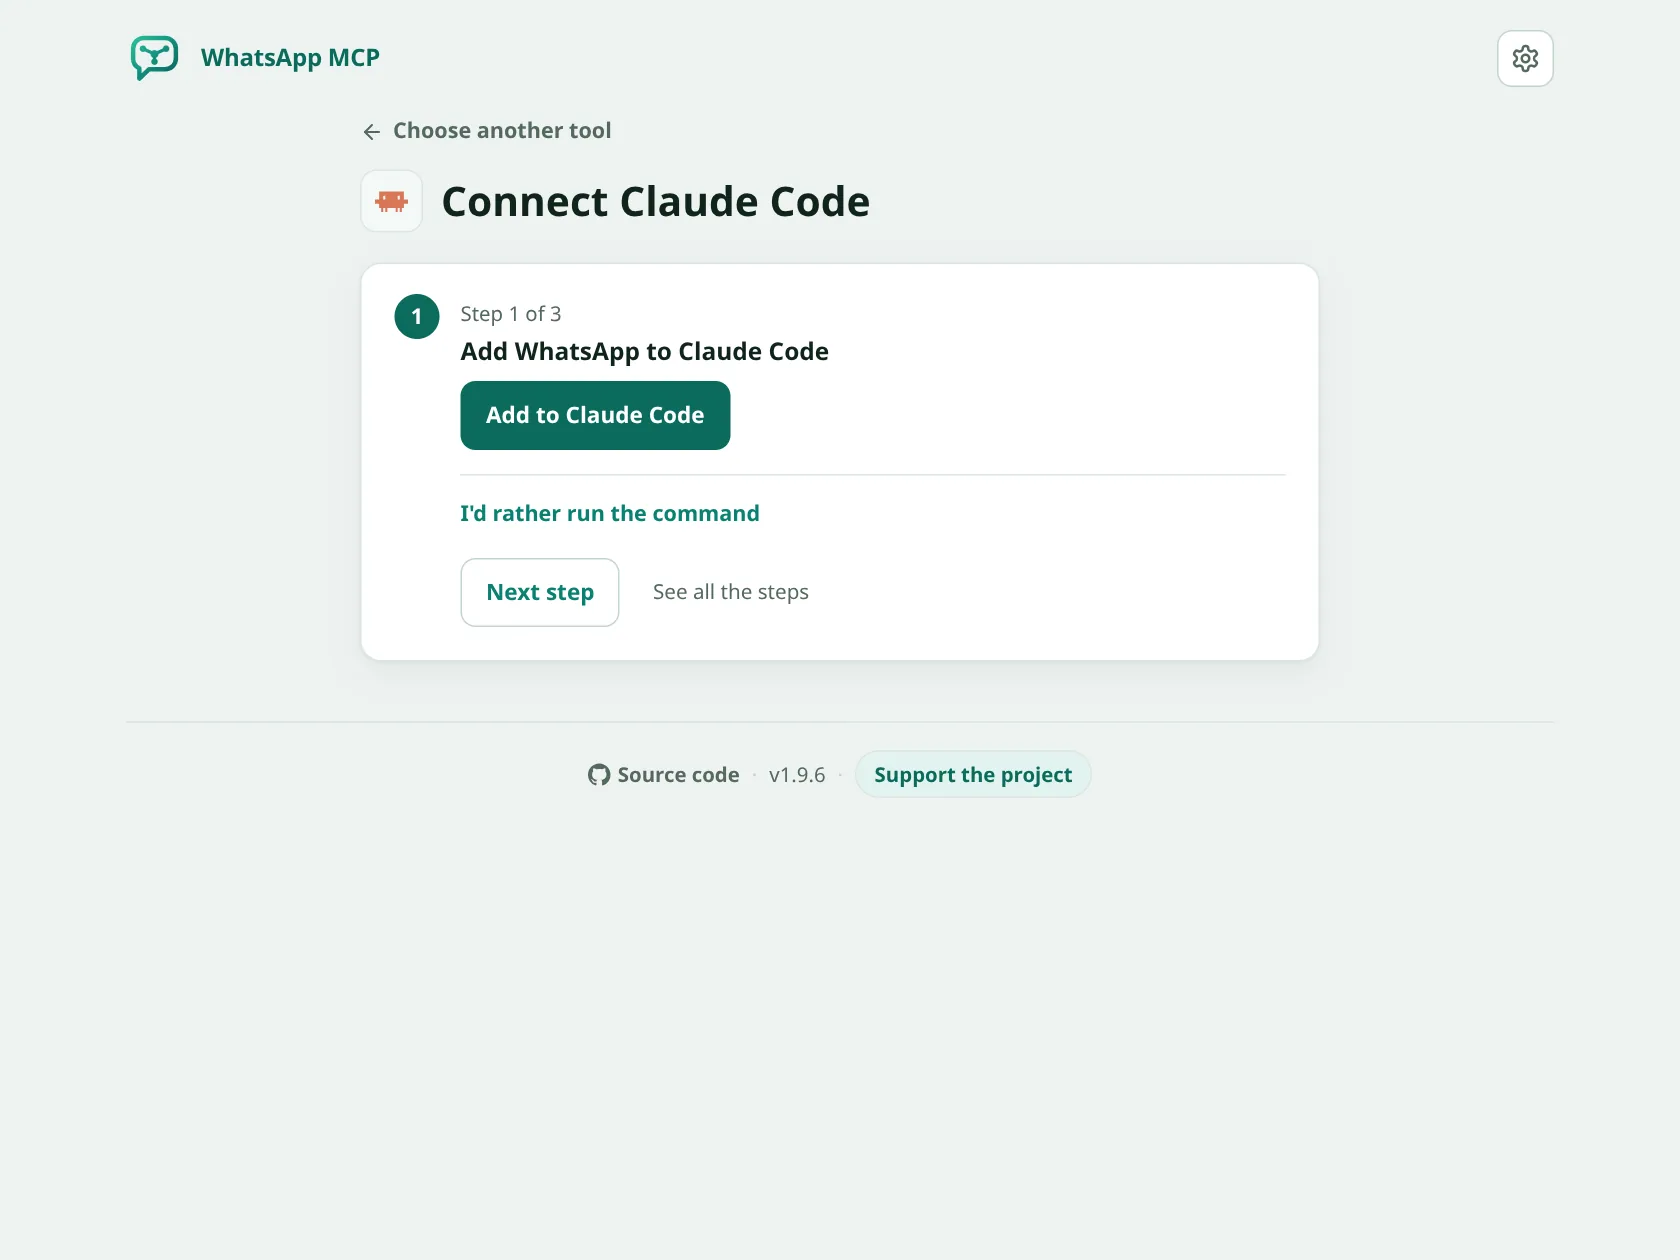 WhatsApp MCP
Choose another tool
Connect Claude Code
1
Step 1 of 3
Add WhatsApp to Claude Code
Add to Claude Code
I'd rather run the command
Next step
See all the steps
Source code · v1.9.6 · Support the project